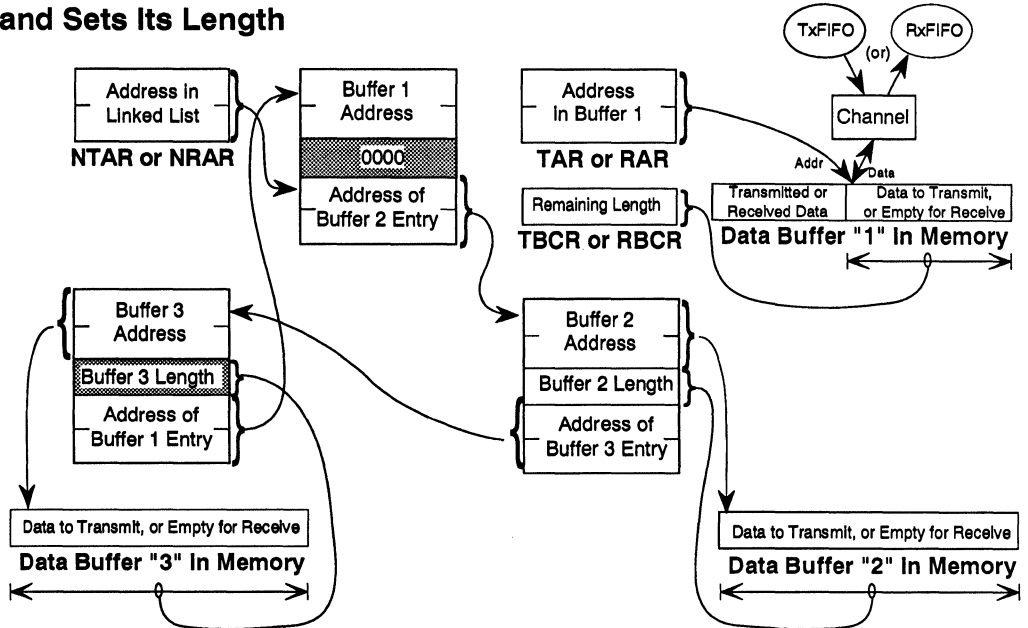 and Sets Its Length
TxFIFO
RxFIFO
(or)
Channel
Address in
Linked List
NTAR or NRAR
Buffer 1
Address
0000
Address of
Buffer 2 Entry
Address
in Buffer 1
TAR or RAR
Remaining Length
TBCR or RBCR
Addr
Data
Transmitted or
Received Data
Data to Transmit,
or Empty for Receive
Data Buffer "1" In Memory
Buffer 3
Address
Buffer 3 Length
Address of
Buffer 1 Entry
Buffer 2
Address
Buffer 2 Length
Address of
Buffer 3 Entry
Data to Transmit, or Empty for Receive
Data Buffer "3" In Memory
Data to Transmit, or Empty for Receive
Data Buffer "2" In Memory